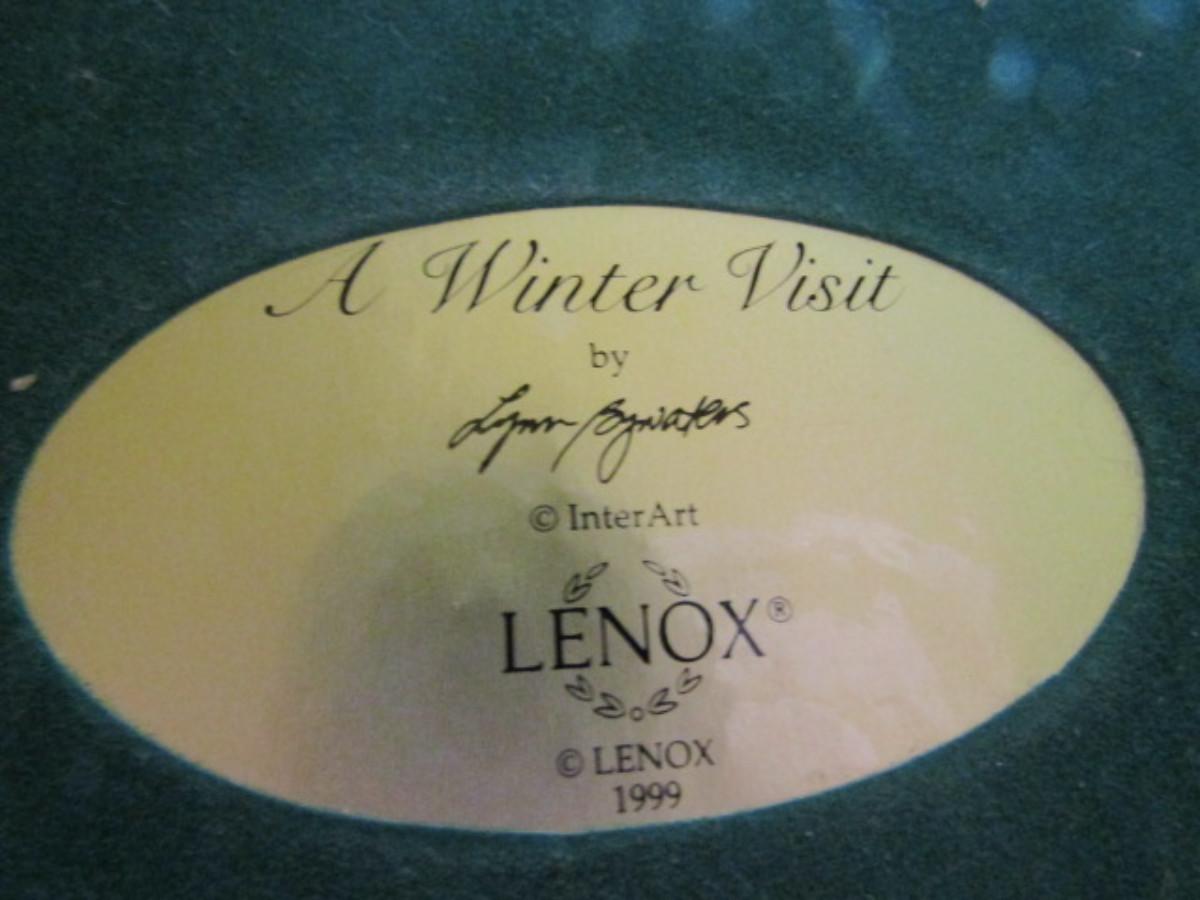 A Winter Visit
by
Lynn Bywaters
© InterArt
LENOX®
© LENOX
1999